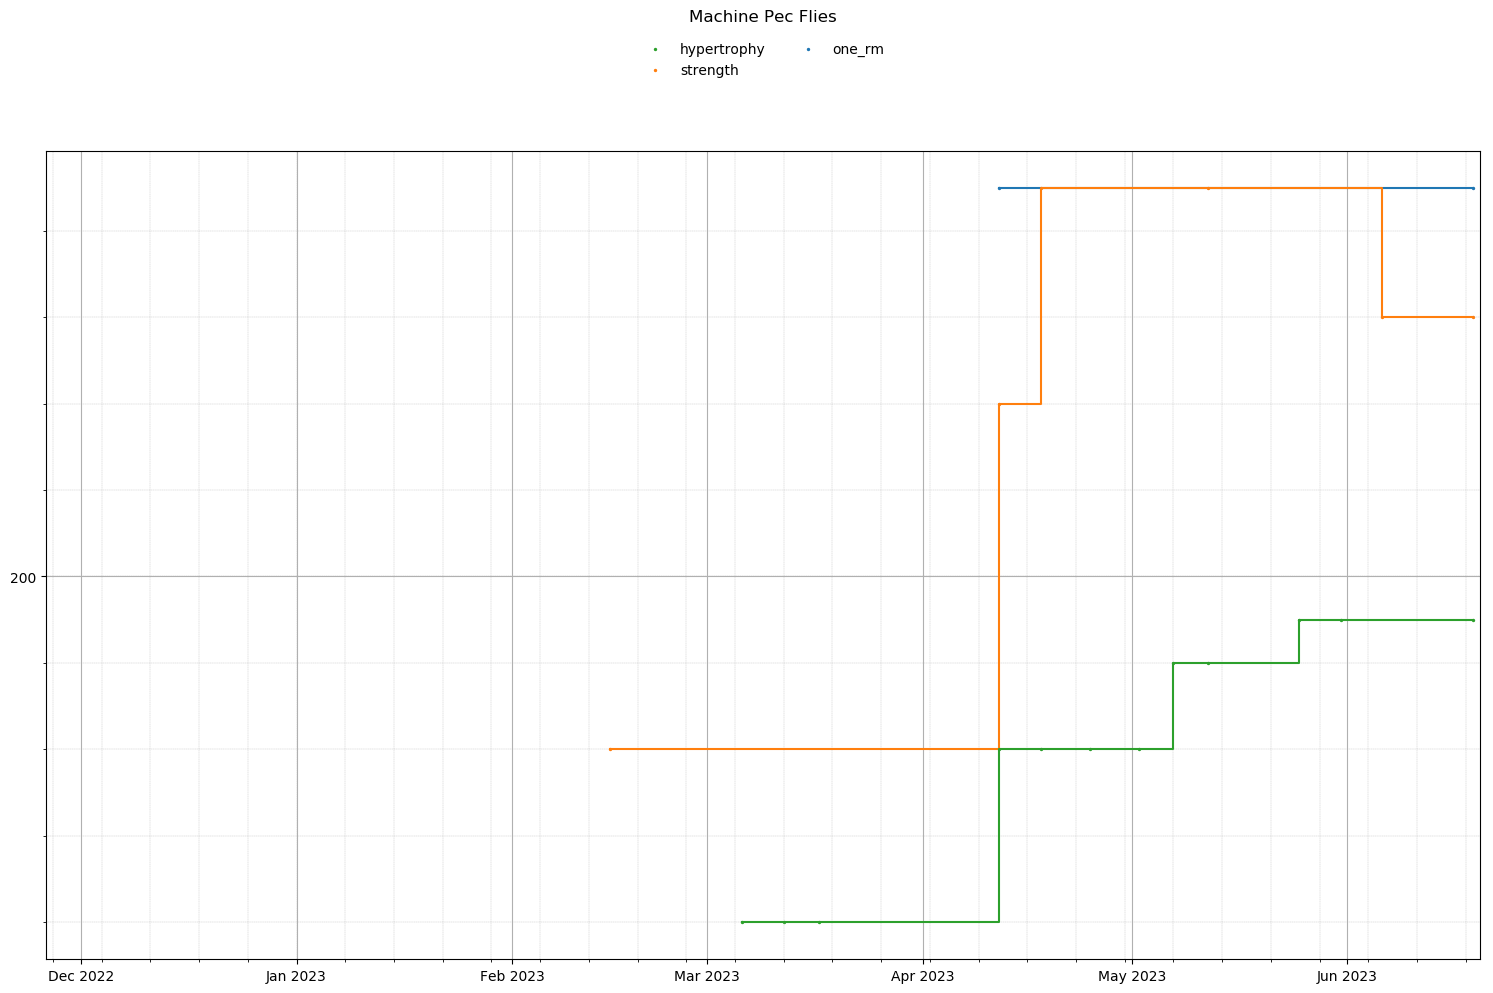 Machine Pec Flies
hypertrophy
one_rm
strength
200
Dec 2022
Jan 2023
Feb 2023
Mar 2023
Apr 2023
May 2023
Jun 2023